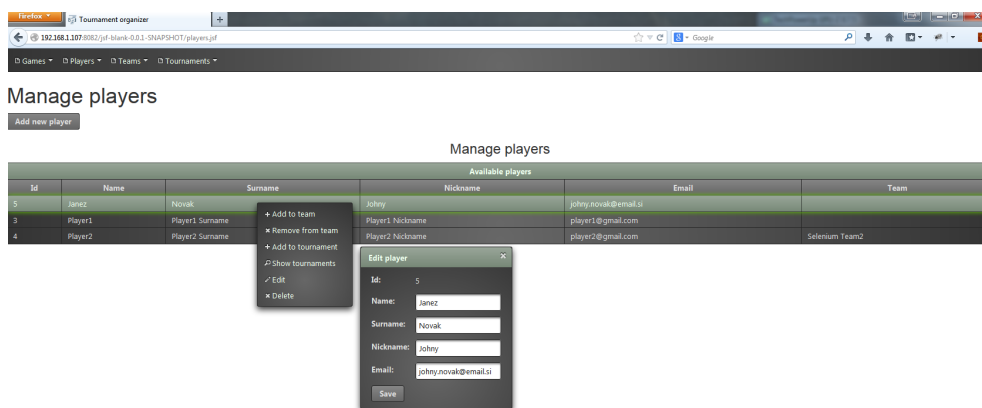 Firefox
Tournament organizer
192.168.1.107:8082/jsf-blank-0.0.1-SNAPSHOT/players.jsf
Google
Games Players Teams Tournaments
Manage players
Add new player
Manage players
Available players
Id Name Surname Nickname Email Team
5 Janez Novak Johny johny.novak@email.si
3 Player1 Player1 Surname Player1 Nickname player1@gmail.com
4 Player2 Player2 Surname Player2 Nickname player2@gmail.com Selenium Team2
+ Add to team
× Remove from team
+ Add to tournament
Show tournaments
Edit
× Delete
Edit player ×
Id: 5
Name: Janez
Surname: Novak
Nickname: Johny
Email: johny.novak@email.si
Save